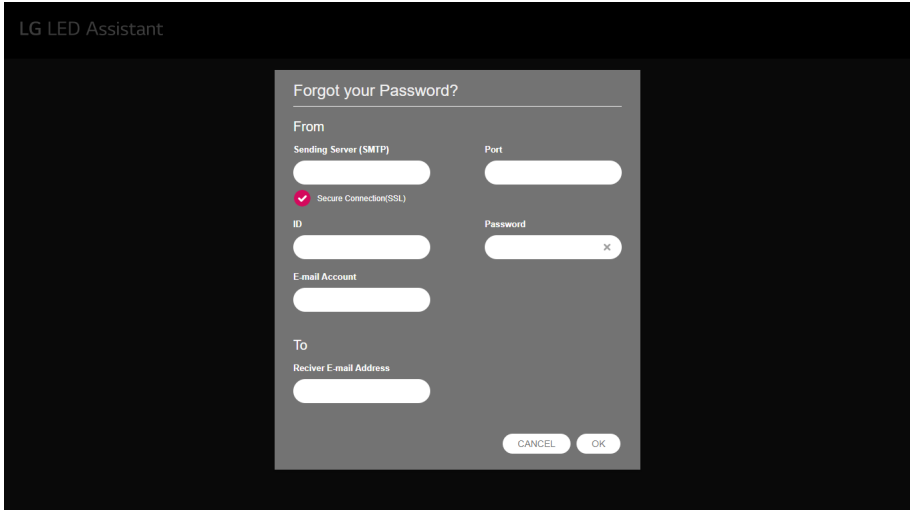 LG LED Assistant
Forgot your Password?
From
Sending Server (SMTP) Port
Secure Connection(SSL)
ID Password
E-mail Account
To
Reciver E-mail Address
CANCEL OK